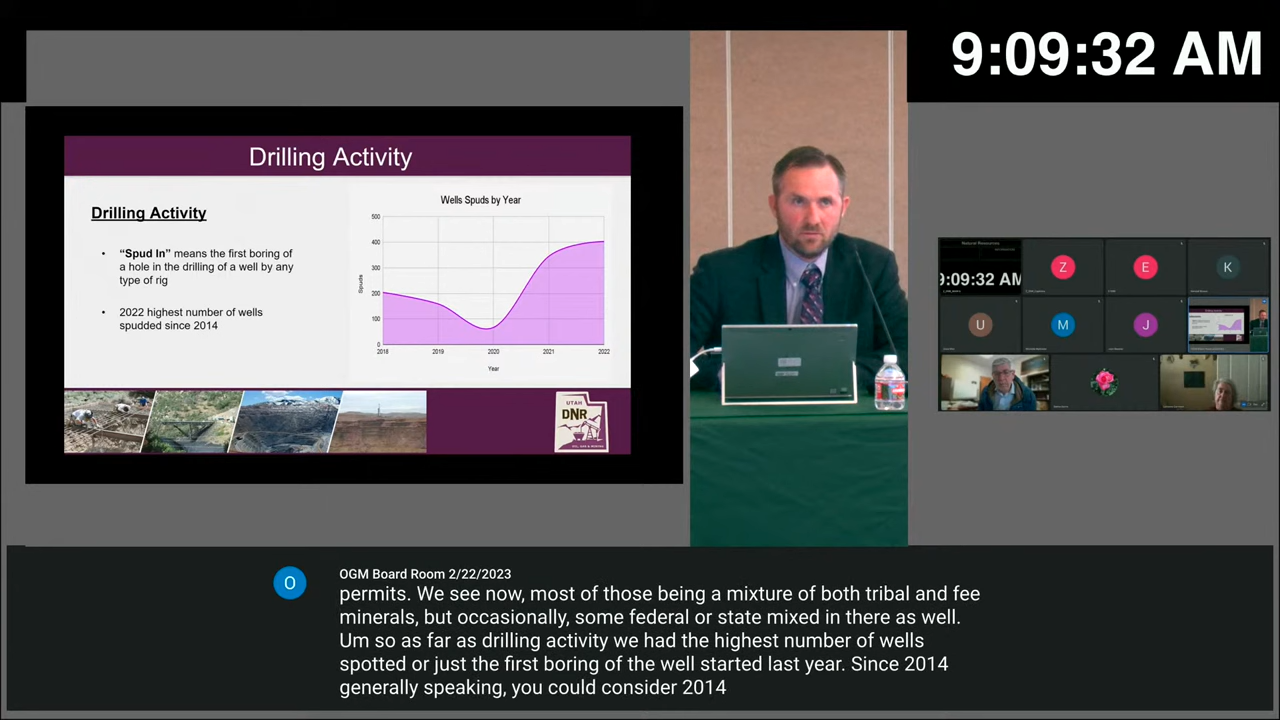 9:09:32 AM
Drilling Activity
Drilling Activity
• “Spud In” means the first boring of
a hole in the drilling of a well by any
type of rig
• 2022 highest number of wells
spudded since 2014
Wells Spuds by Year
500
400
300
200
100
0
Spuds
2018
2019
2020
2021
2022
Year
UTAH
DNR
OIL, GAS & MINING
Natural Resources
9:09:32 AM
Z
E
K
U
M
J
O
OGM Board Room 2/22/2023
permits. We see now, most of those being a mixture of both tribal and fee
minerals, but occasionally, some federal or state mixed in there as well.
Um so as far as drilling activity we had the highest number of wells
spotted or just the first boring of the well started last year. Since 2014
generally speaking, you could consider 2014